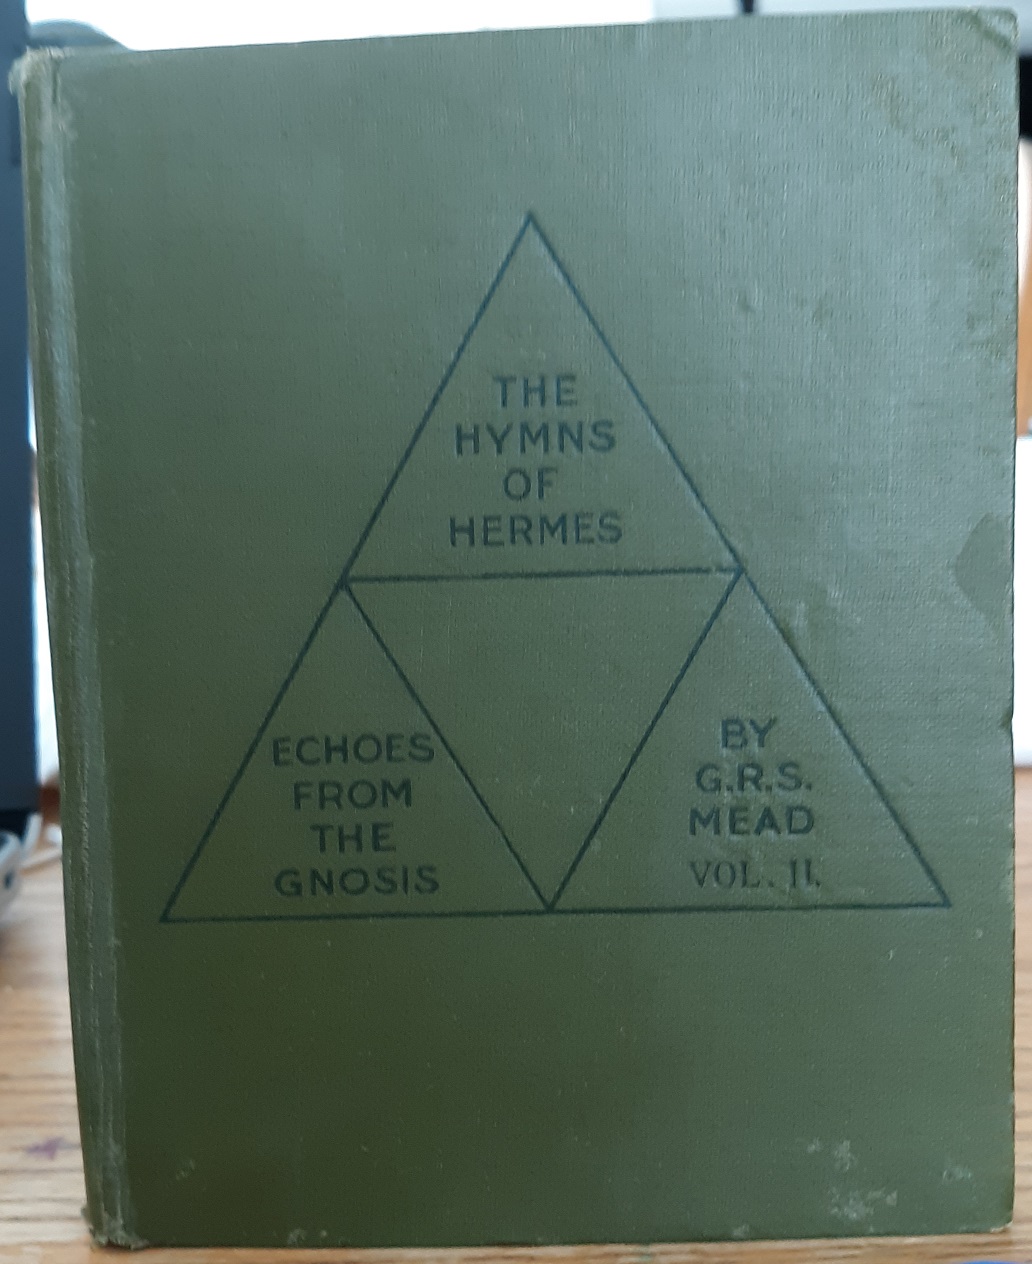 THE
HYMNS
OF
HERMES
ECHOES
FROM
THE
GNOSIS
BY
G.R.S.
MEAD
VOL. II.